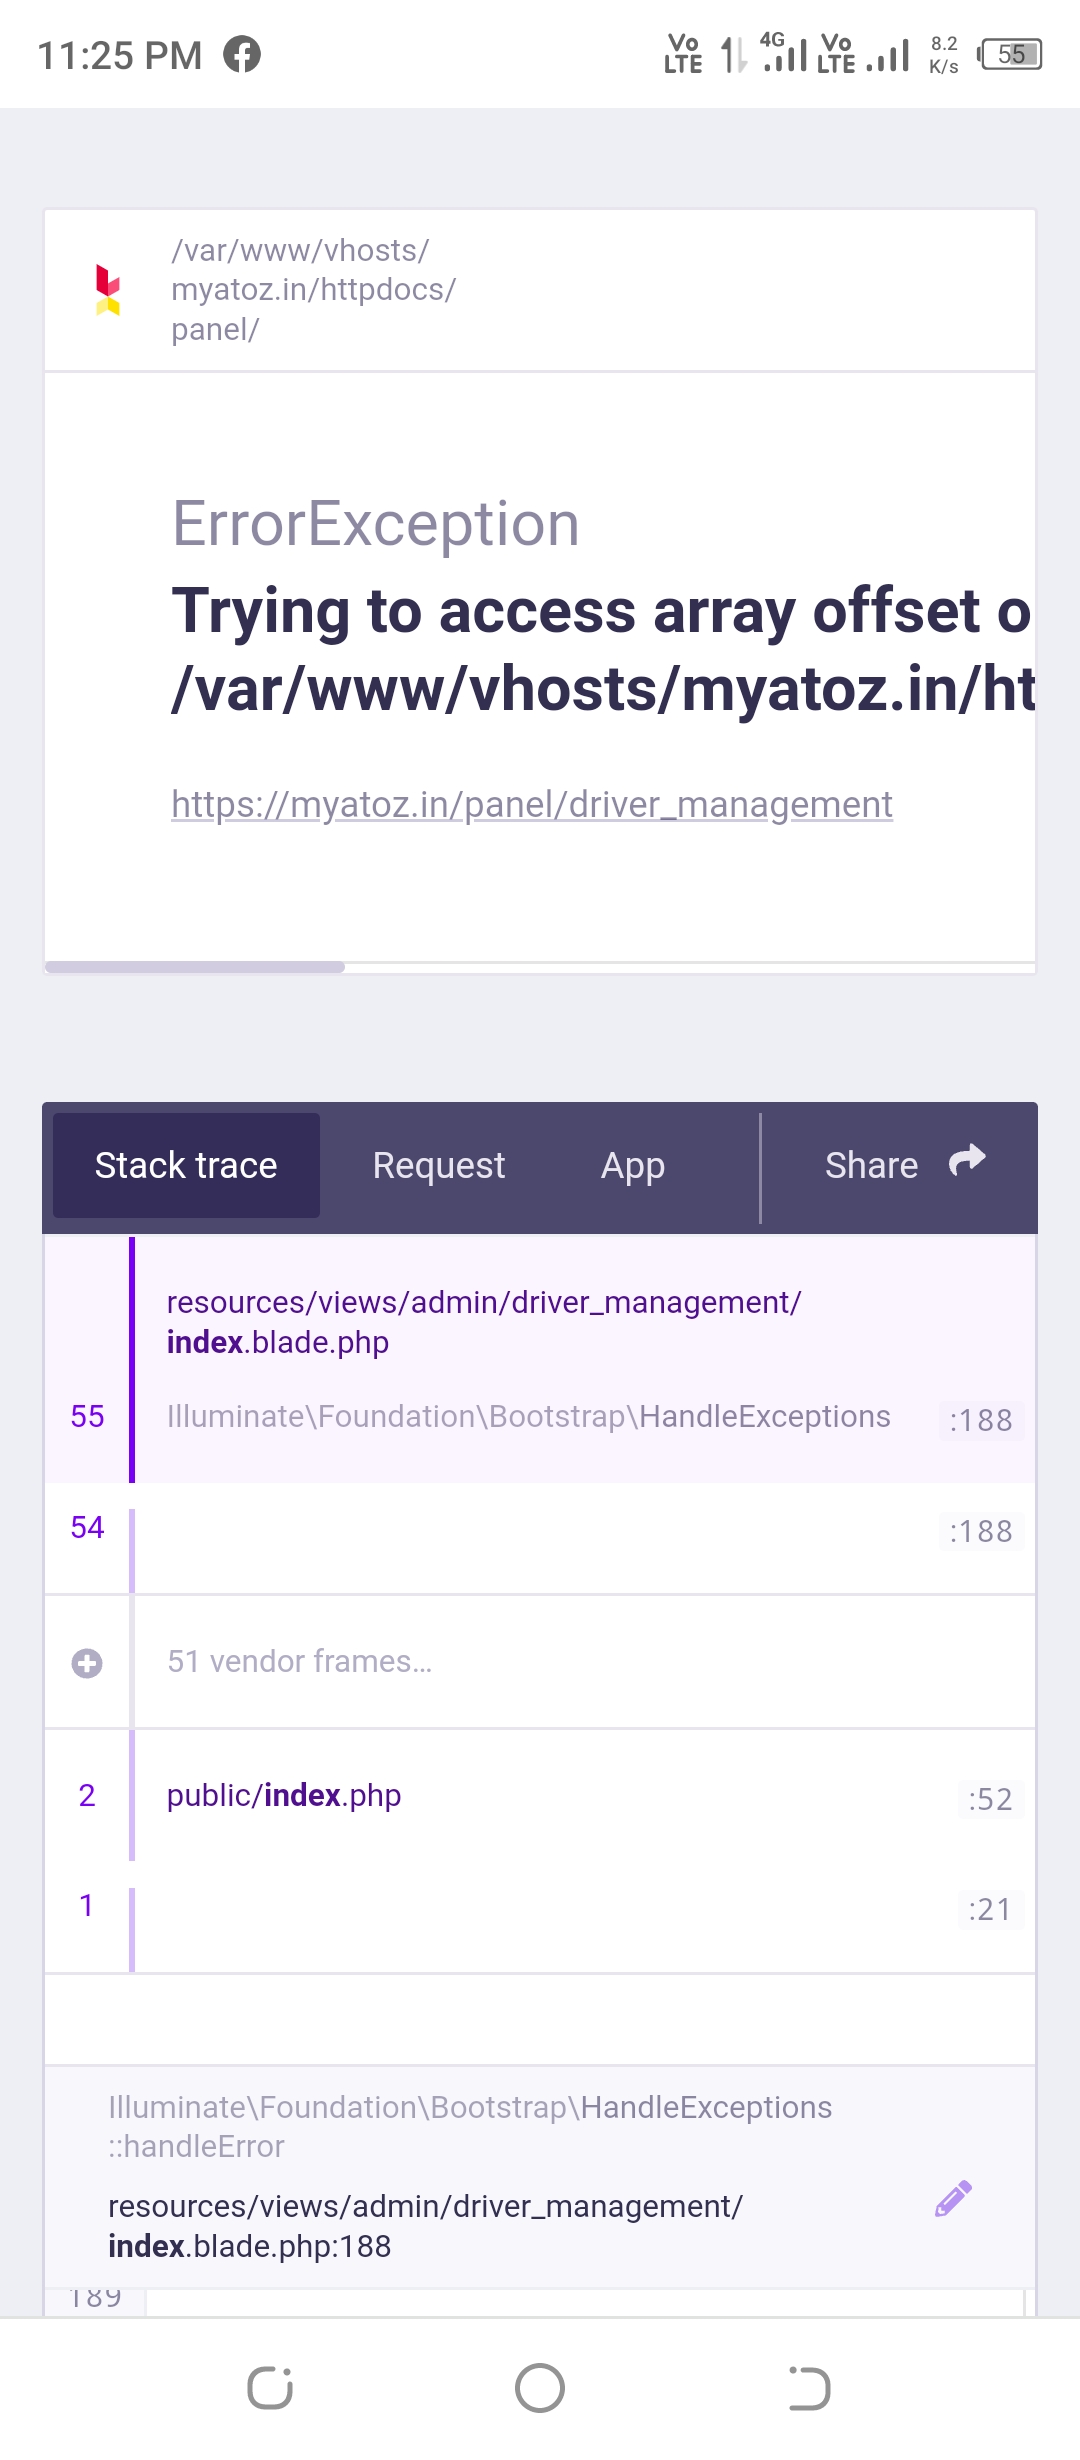 11:25 PM
Vo LTE 4G Vo LTE 8.2 K/s 55
/var/www/vhosts/
myatoz.in/httpdocs/
panel/
ErrorException
Trying to access array offset o
/var/www/vhosts/myatoz.in/ht
https://myatoz.in/panel/driver_management
Stack trace Request App Share
resources/views/admin/driver_management/
index.blade.php
55 Illuminate\Foundation\Bootstrap\HandleExceptions :188
54 :188
51 vendor frames…
2 public/index.php :52
1 :21
Illuminate\Foundation\Bootstrap\HandleExceptions
::handleError
resources/views/admin/driver_management/
index.blade.php:188
189